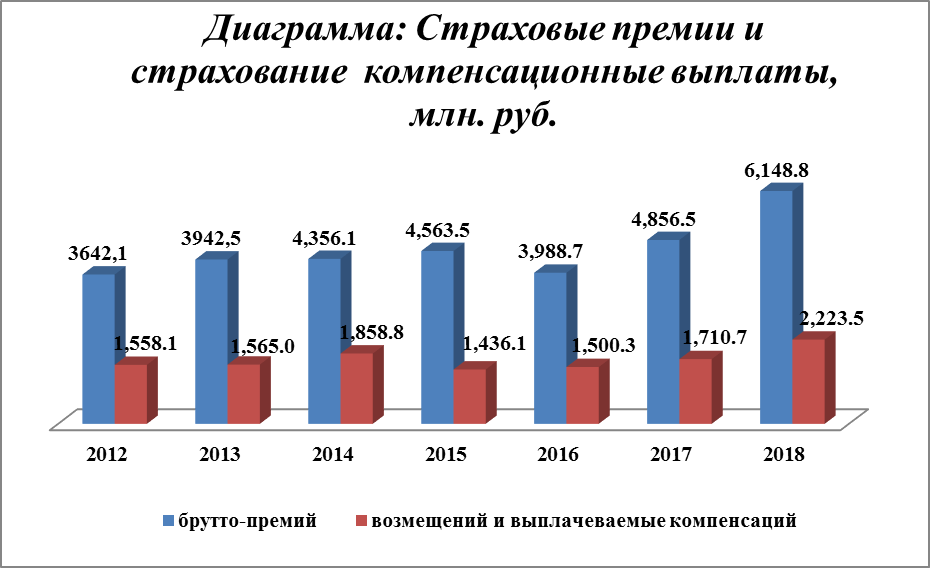 Диаграмма: Страховые премии и
страхование компенсационные выплаты,
млн. руб.
6,148.8
4,856.5
4,563.5
4,356.1
3942,5
3988.7
3642,1
2,223.5
1,858.8
1,710.7
1,558.1
1,565.0
1,436.1
1,500.3
2012 2013 2014 2015 2016 2017 2018
брутто-премий возмещений и выплачеваемые компенсаций